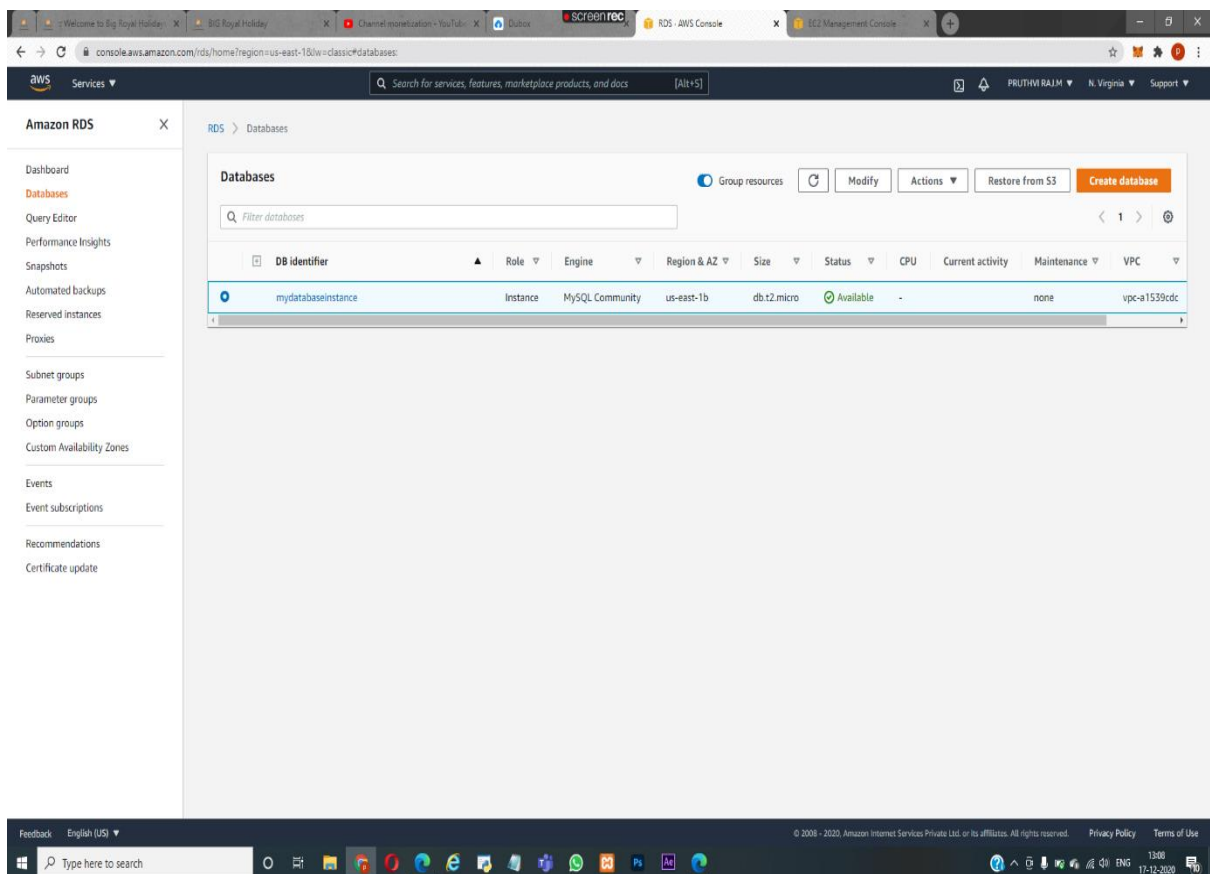 : Welcome to Big Royal Holiday
BIG Royal Holiday
Channel monetization - YouTube
Dubox
screenrec
RDS · AWS Console
EC2 Management Console
console.aws.amazon.com/rds/home?region=us-east-1&lw=classic#databases:
aws
Services
Search for services, features, marketplace products, and docs
[Alt+S]
PRUTHVI RAJ.M
N. Virginia
Support
Amazon RDS
RDS > Databases
Dashboard
Databases
Query Editor
Performance Insights
Snapshots
Automated backups
Reserved instances
Proxies
Subnet groups
Parameter groups
Option groups
Custom Availability Zones
Events
Event subscriptions
Recommendations
Certificate update
Databases
Group resources
Modify
Actions
Restore from S3
Create database
Filter databases
1
DB identifier Role Engine Region & AZ Size Status CPU Current activity Maintenance VPC
mydatabaseinstance Instance MySQL Community us-east-1b db.t2.micro Available - none vpc-a1539cdc
Feedback English (US)
© 2008 - 2020, Amazon Internet Services Private Ltd. or its affiliates. All rights reserved. Privacy Policy Terms of Use
Type here to search
Ps
Ae
ENG
13:08
17-12-2020